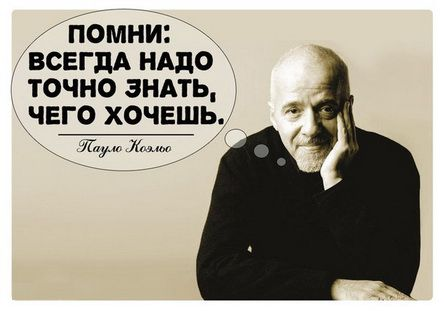 ПОМНИ:
ВСЕГДА НАДО
ТОЧНО ЗНАТЬ,
ЧЕГО ХОЧЕШЬ.
Пауло Коэльо